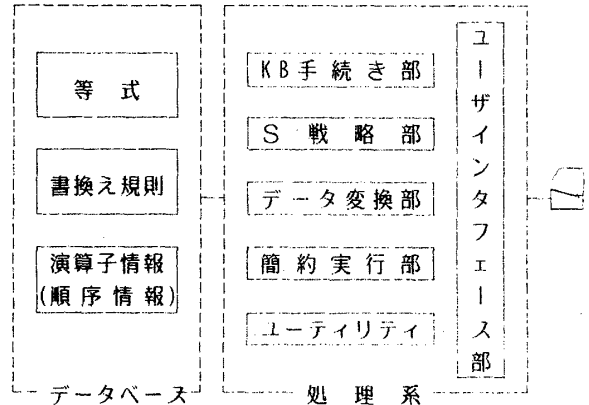 等式
書換え規則
演算子情報
(順序情報)
データベース
KB手続き部
S戦略部
データ変換部
簡約実行部
ユーティリティ
処理系
ユーザインタフェース部